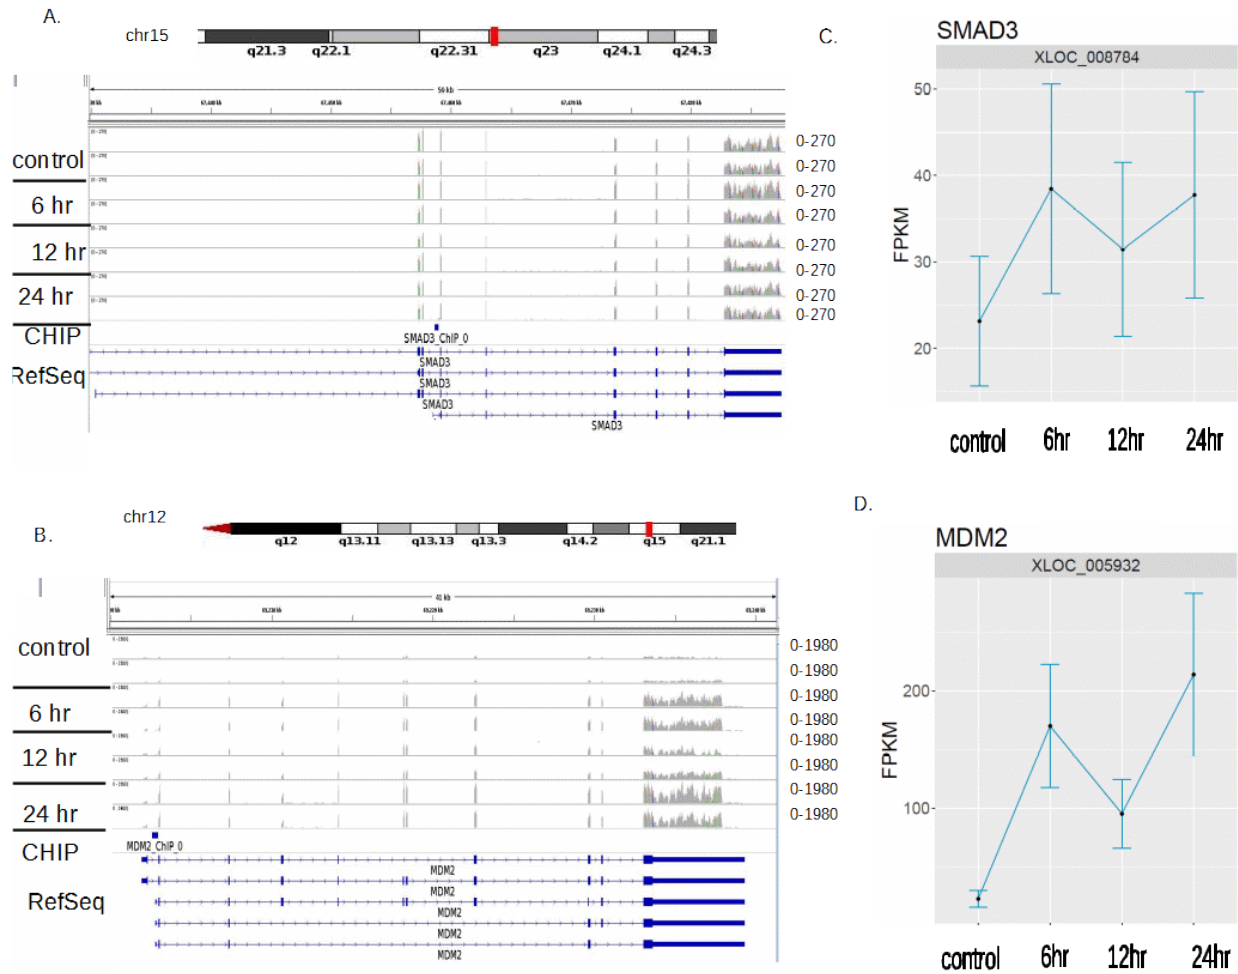 A.
chr15
q21.3 q22.1 q22.31 q23 q24.1 q24.3
59 kb
control
6 hr
12 hr
24 hr
CHIP
RefSeq
0-270
0-270
0-270
0-270
0-270
0-270
0-270
0-270
SMAD3_ChIP_0
SMAD3
SMAD3
SMAD3
SMAD3
C.
SMAD3
XLOC_008784
FPKM
50
40
30
20
control 6hr 12hr 24hr
B.
chr12
q12 q13.11 q13.13 q13.3 q14.2 q15 q21.1
41 kb
control
6 hr
12 hr
24 hr
CHIP
RefSeq
0-1980
0-1980
0-1980
0-1980
0-1980
0-1980
0-1980
0-1980
MDM2_ChIP_0
MDM2
MDM2
MDM2
MDM2
MDM2
D.
MDM2
XLOC_005932
FPKM
200
100
control 6hr 12hr 24hr